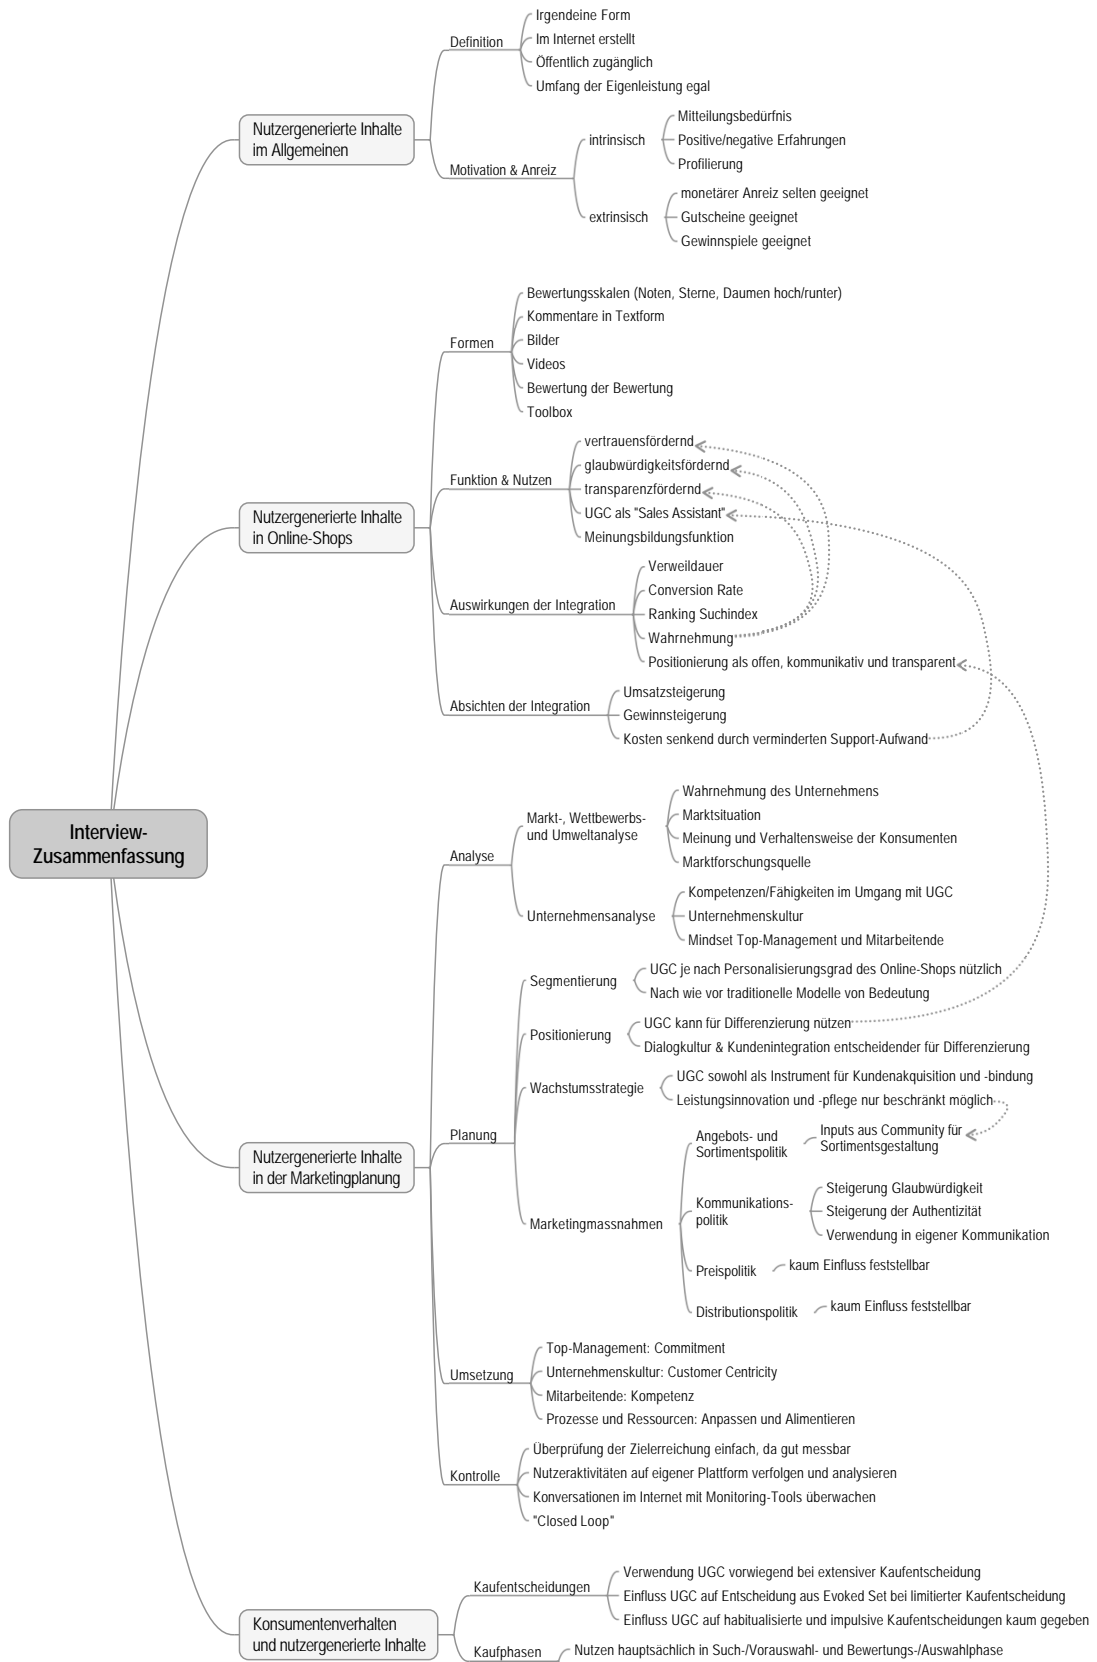 Irgendeine Form
Definition
Im Internet erstellt
Öffentlich zugänglich
Umfang der Eigenleistung egal
Nutzergenerierte Inhalte
im Allgemeinen
Motivation & Anreiz
intrinsisch
Mitteilungsbedürfnis
Positive/negative Erfahrungen
Profilierung
extrinsisch
monetärer Anreiz selten geeignet
Gutscheine geeignet
Gewinnspiele geeignet
Nutzergenerierte Inhalte
in Online-Shops
Formen
Bewertungsskalen (Noten, Sterne, Daumen hoch/runter)
Kommentare in Textform
Bilder
Videos
Bewertung der Bewertung
Toolbox
Funktion & Nutzen
vertrauensfördernd
glaubwürdigkeitsfördernd
transparenzfördernd
UGC als "Sales Assistant"
Meinungsbildungsfunktion
Auswirkungen der Integration
Verweildauer
Conversion Rate
Ranking Suchindex
Wahrnehmung
Positionierung als offen, kommunikativ und transparent
Absichten der Integration
Umsatzsteigerung
Gewinnsteigerung
Kosten senkend durch verminderten Support-Aufwand
Interview-
Zusammenfassung
Nutzergenerierte Inhalte
in der Marketingplanung
Analyse
Markt-, Wettbewerbs-
und Umweltanalyse
Wahrnehmung des Unternehmens
Marktsituation
Meinung und Verhaltensweise der Konsumenten
Marktforschungsquelle
Unternehmensanalyse
Kompetenzen/Fähigkeiten im Umgang mit UGC
Unternehmenskultur
Mindset Top-Management und Mitarbeitende
Planung
Segmentierung
UGC je nach Personalisierungsgrad des Online-Shops nützlich
Nach wie vor traditionelle Modelle von Bedeutung
Positionierung
UGC kann für Differenzierung nützen
Dialogkultur & Kundenintegration entscheidender für Differenzierung
Wachstumsstrategie
UGC sowohl als Instrument für Kundenakquisition und -bindung
Leistungsinnovation und -pflege nur beschränkt möglich
Marketingmassnahmen
Angebots- und
Sortimentspolitik
Inputs aus Community für
Sortimentsgestaltung
Kommunikations-
politik
Steigerung Glaubwürdigkeit
Steigerung der Authentizität
Verwendung in eigener Kommunikation
Preispolitik
kaum Einfluss feststellbar
Distributionspolitik
kaum Einfluss feststellbar
Umsetzung
Top-Management: Commitment
Unternehmenskultur: Customer Centricity
Mitarbeitende: Kompetenz
Prozesse und Ressourcen: Anpassen und Alimentieren
Kontrolle
Überprüfung der Zielerreichung einfach, da gut messbar
Nutzeraktivitäten auf eigener Plattform verfolgen und analysieren
Konversationen im Internet mit Monitoring-Tools überwachen
"Closed Loop"
Konsumentenverhalten
und nutzergenerierte Inhalte
Kaufentscheidungen
Verwendung UGC vorwiegend bei extensiver Kaufentscheidung
Einfluss UGC auf Entscheidung aus Evoked Set bei limitierter Kaufentscheidung
Einfluss UGC auf habitualisierte und impulsive Kaufentscheidungen kaum gegeben
Kaufphasen
Nutzen hauptsächlich in Such-/Vorauswahl- und Bewertungs-/Auswahlphase